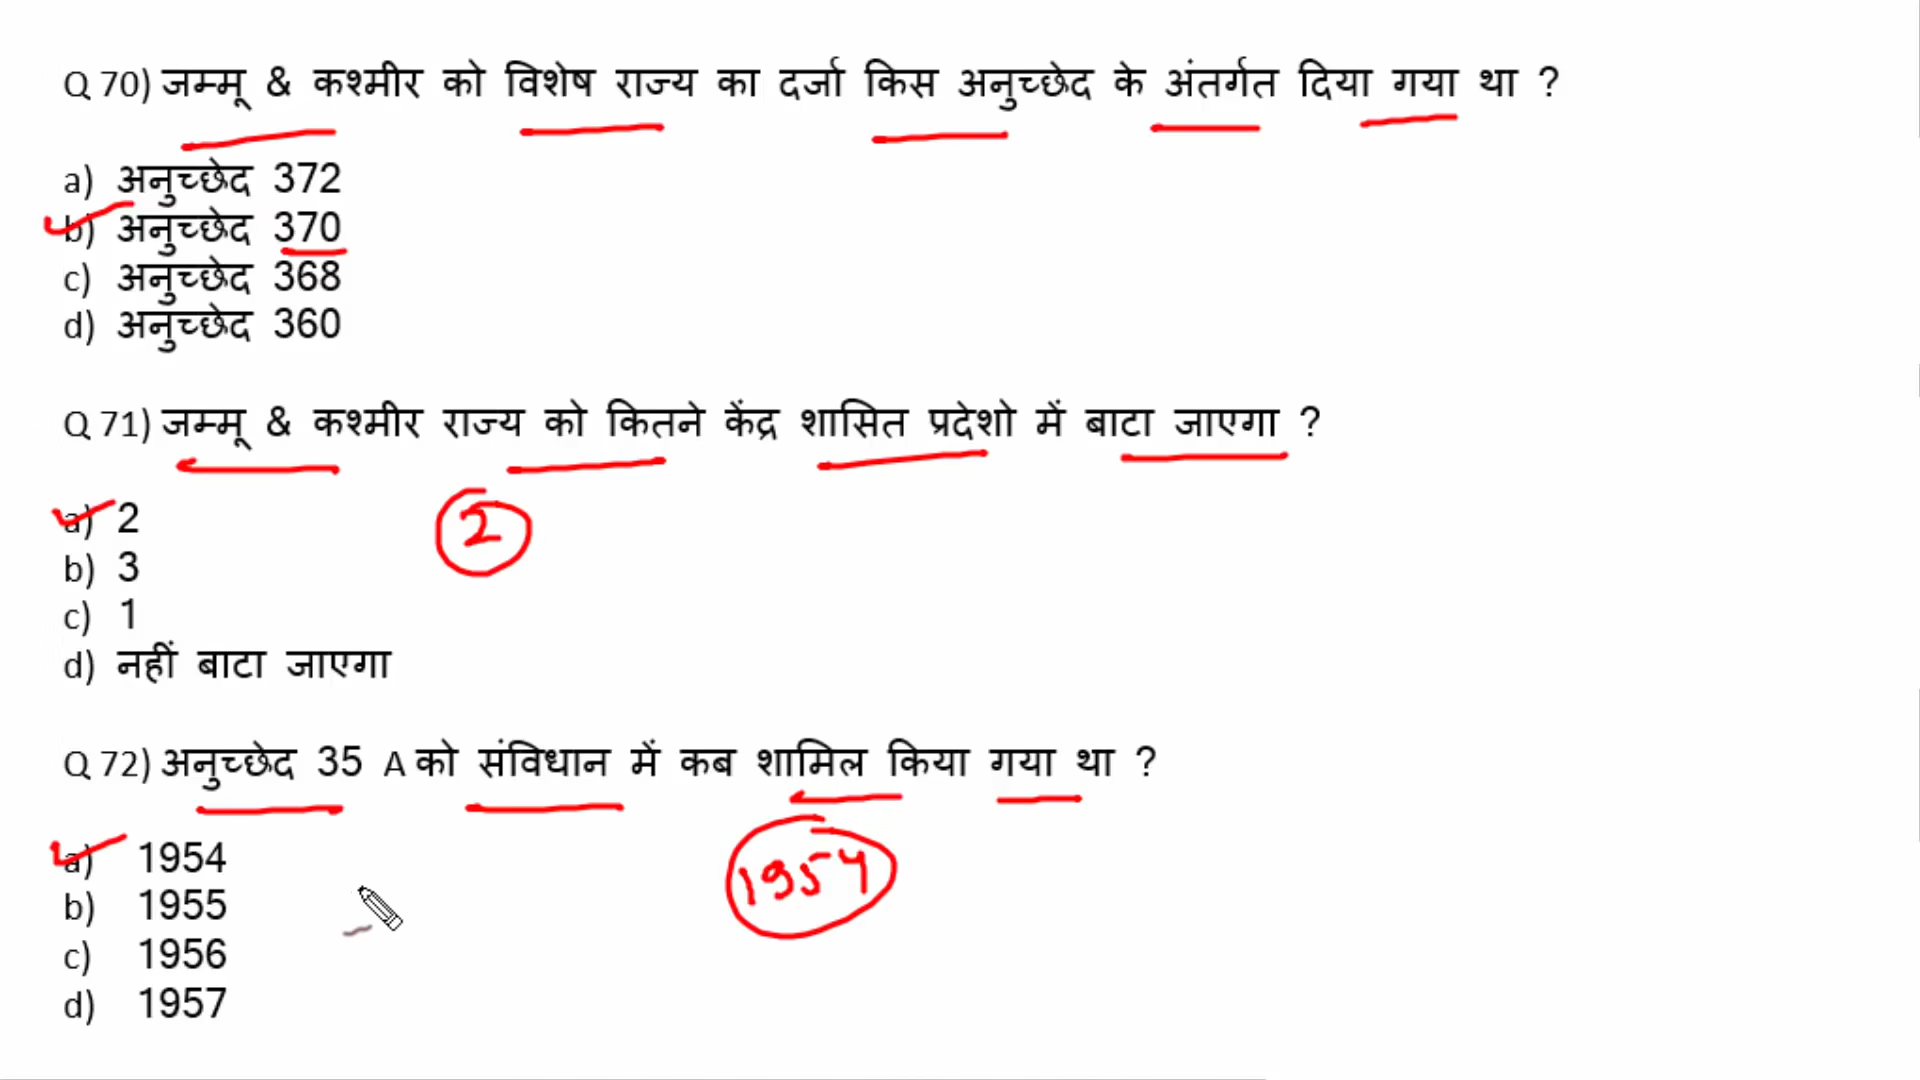 Q 70) जम्मू & कश्मीर को विशेष राज्य का दर्जा किस अनुच्छेद के अंतर्गत दिया गया था ?
a) अनुच्छेद 372
b) अनुच्छेद 370
c) अनुच्छेद 368
d) अनुच्छेद 360
Q 71) जम्मू & कश्मीर राज्य को कितने केंद्र शासित प्रदेशो में बाटा जाएगा ?
a) 2
2
b) 3
c) 1
d) नहीं बाटा जाएगा
Q 72) अनुच्छेद 35 A को संविधान में कब शामिल किया गया था ?
a) 1954
1954
b) 1955
c) 1956
d) 1957